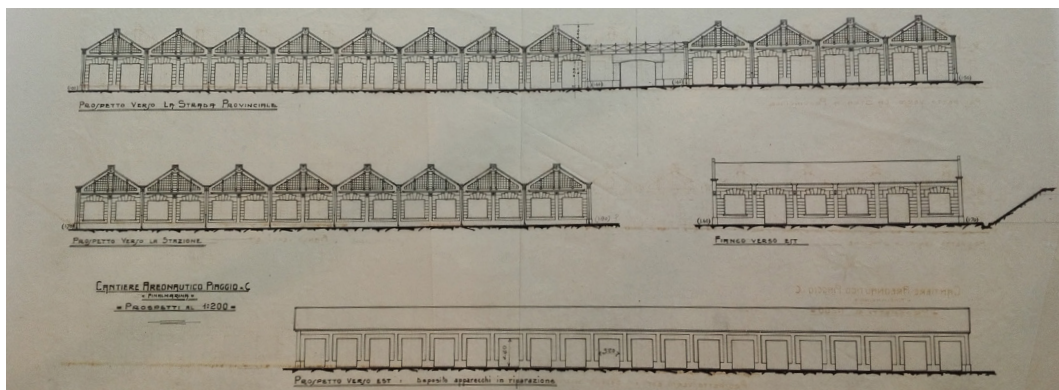 PROSPETTO VERSO LA STRADA PROVINCIALE
PROSPETTO VERSO LA STAZIONE
FIANCO VERSO EST
CANTIERE AREONAUTICO PIAGGIO & C.
FINALMARINA
PROSPETTI AL 1:200
PROSPETTO VERSO EST - Deposito apparecchi in riparazione